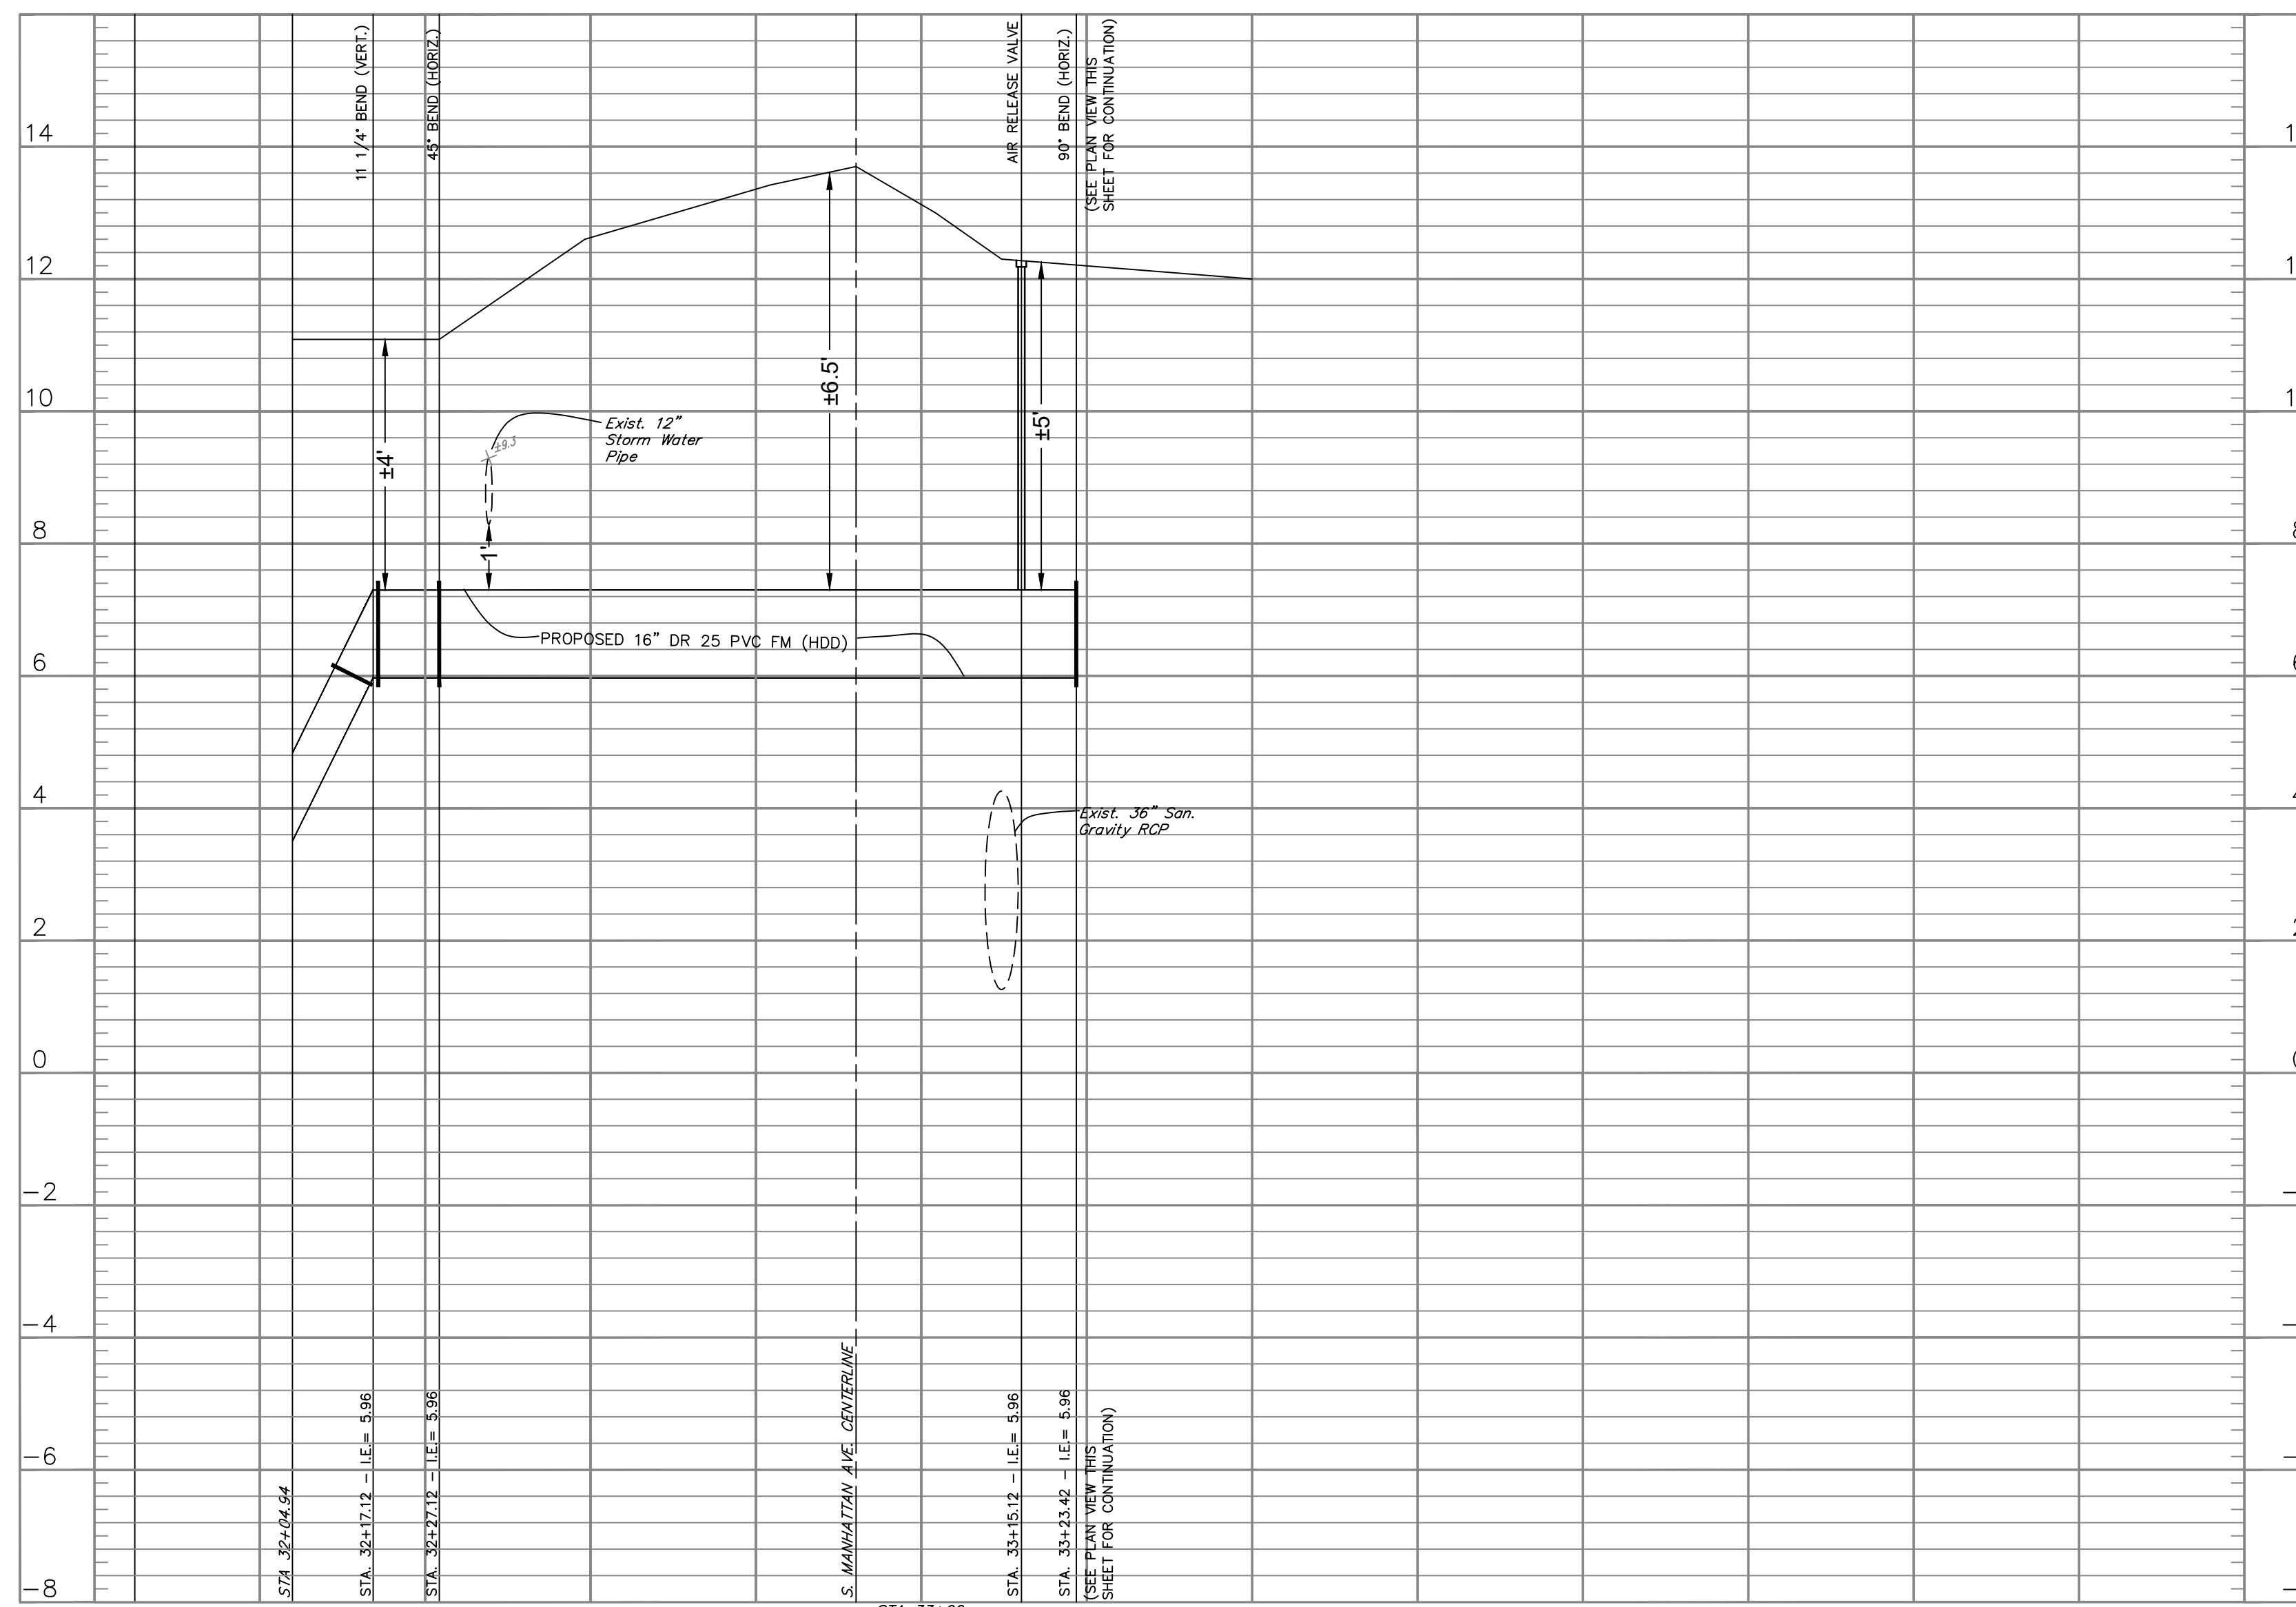 11 1/4° BEND (VERT.)
45° BEND (HORIZ.)
AIR RELEASE VALVE
90° BEND (HORIZ.)
(SEE PLAN VIEW THIS
SHEET FOR CONTINUATION)
14
12
10
8
6
4
2
0
-2
-4
-6
-8
±4'
±9.3
Exist. 12"
Storm Water
Pipe
1'
±6.5'
±5'
PROPOSED 16" DR 25 PVC FM (HDD)
Exist. 36" San.
Gravity RCP
STA 32+04.94
STA. 32+17.12 - I.E.= 5.96
STA. 32+27.12 - I.E.= 5.96
S. MANHATTAN AVE. CENTERLINE
STA. 33+15.12 - I.E.= 5.96
STA. 33+23.42 - I.E.= 5.96
(SEE PLAN VIEW THIS
SHEET FOR CONTINUATION)